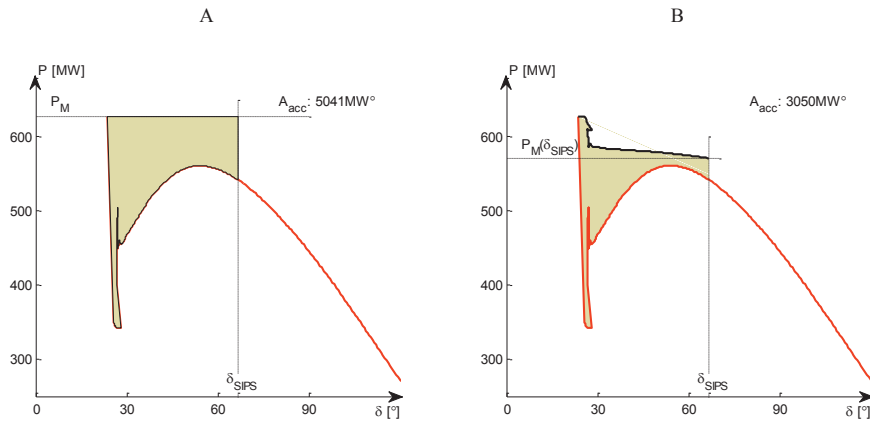 A
B
P [MW]
P_M
A_acc: 5041MW°
600
500
400
300
δ_SIPS
0
30
60
90
δ [°]
P [MW]
A_acc: 3050MW°
P_M(δ_SIPS)
600
500
400
300
δ_SIPS
0
30
60
90
δ [°]